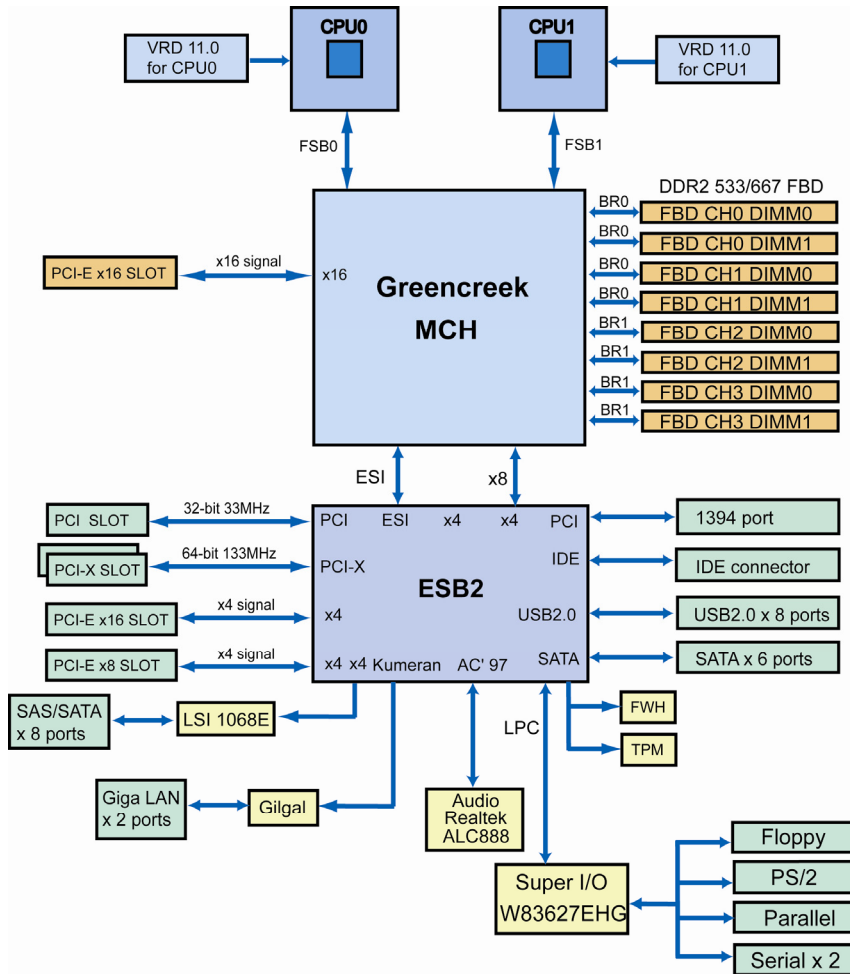 CPU0
CPU1
VRD 11.0
for CPU0
VRD 11.0
for CPU1
FSB0
FSB1
DDR2 533/667 FBD
BR0
FBD CH0 DIMM0
BR0
FBD CH0 DIMM1
BR0
FBD CH1 DIMM0
BR0
FBD CH1 DIMM1
BR1
FBD CH2 DIMM0
BR1
FBD CH2 DIMM1
BR1
FBD CH3 DIMM0
BR1
FBD CH3 DIMM1
PCI-E x16 SLOT
x16 signal
x16
Greencreek
MCH
ESI
x8
PCI SLOT
32-bit 33MHz
PCI
ESI
x4
x4
PCI
1394 port
PCI-X SLOT
64-bit 133MHz
PCI-X
IDE
IDE connector
ESB2
PCI-E x16 SLOT
x4 signal
x4
USB2.0
USB2.0 x 8 ports
PCI-E x8 SLOT
x4 signal
x4
x4
Kumeran
AC' 97
SATA
SATA x 6 ports
SAS/SATA
x 8 ports
LSI 1068E
LPC
FWH
TPM
Giga LAN
x 2 ports
Gilgal
Audio
Realtek
ALC888
Super I/O
W83627EHG
Floppy
PS/2
Parallel
Serial x 2